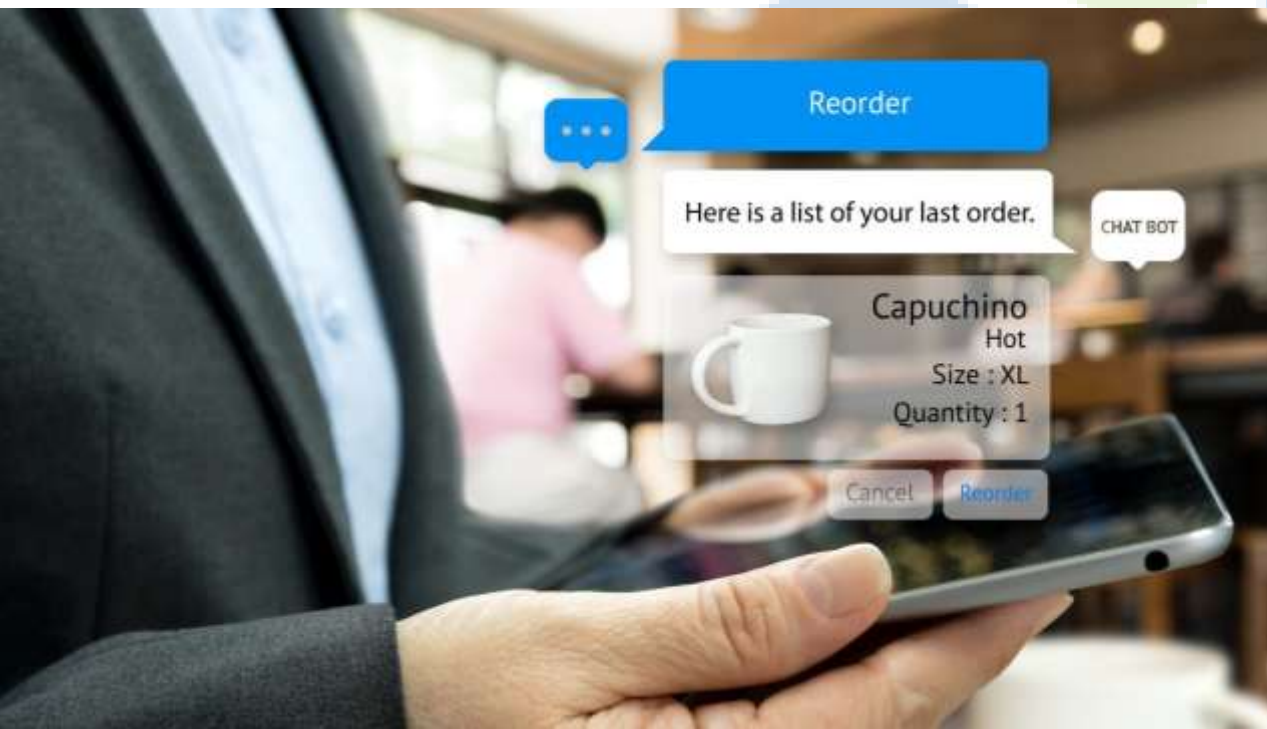 Reorder
Here is a list of your last order.
CHAT BOT
Capuchino
Hot
Size : XL
Quantity : 1
Cancel
Reorder